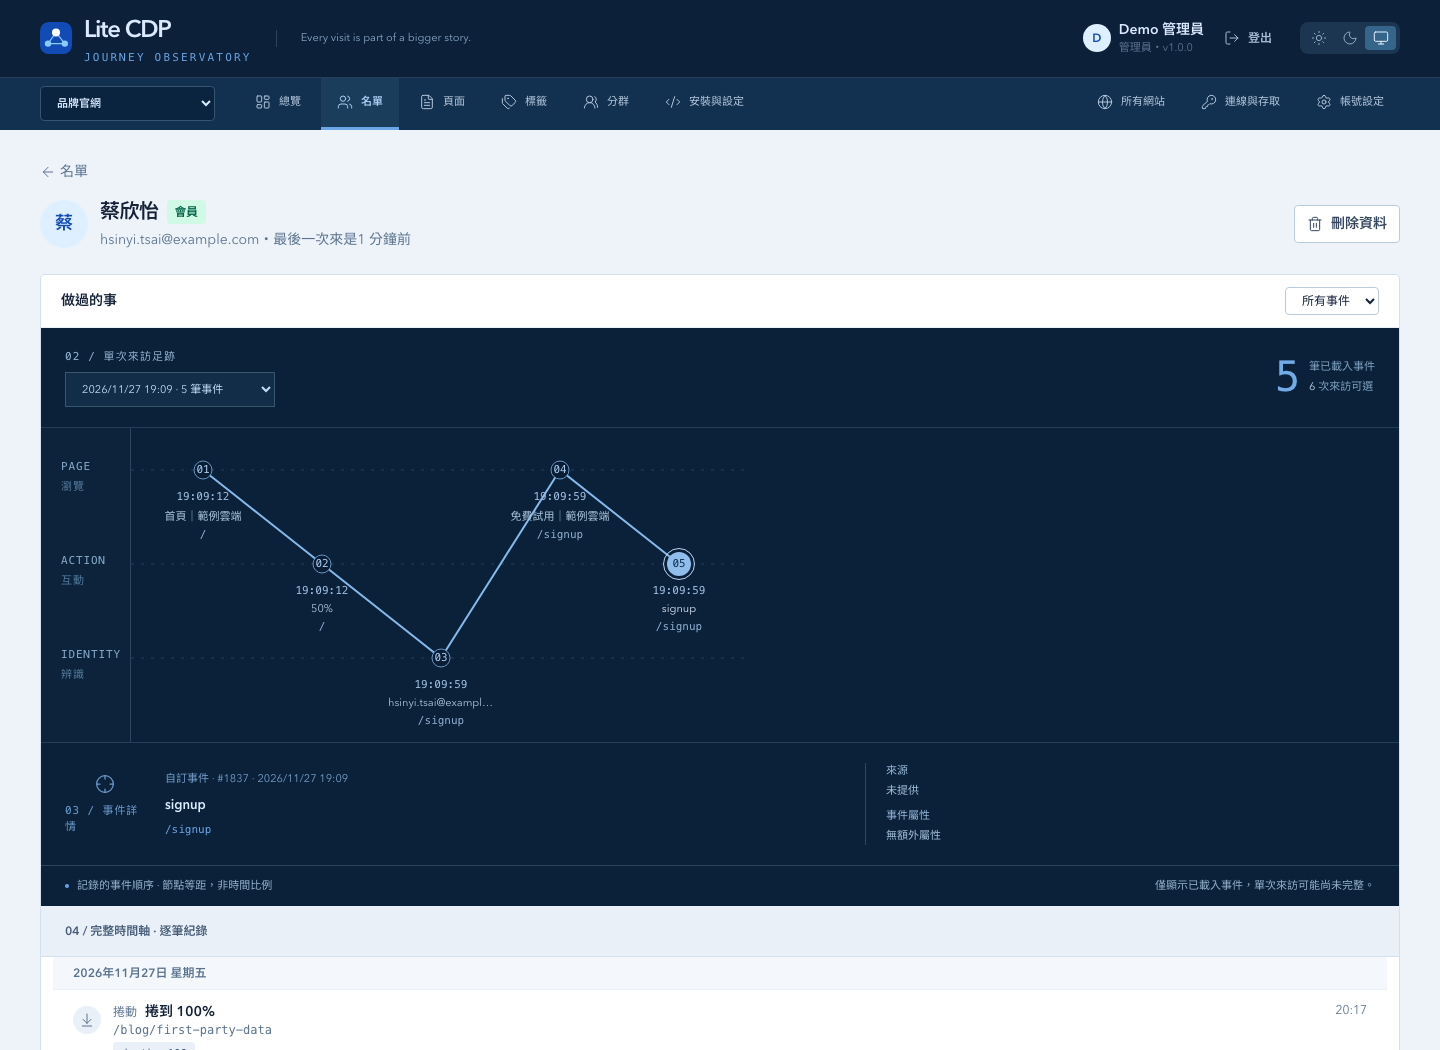 Lite CDP
JOURNEY OBSERVATORY
Every visit is part of a bigger story.
D
Demo 管理員
管理員・v1.0.0
登出
品牌官網
總覽
名單
頁面
標籤
分群
安裝與設定
所有網站
連線與存取
帳號設定
名單
蔡
蔡欣怡
會員
hsinyi.tsai@example.com・最後一次來是1 分鐘前
刪除資料
做過的事
所有事件
02 / 單次來訪足跡
2026/11/27 19:09 · 5 筆事件
5
筆已載入事件
6 次來訪可選
PAGE
瀏覽
ACTION
互動
IDENTITY
辨識
01
19:09:12
首頁｜範例雲端
/
02
19:09:12
50%
/
03
19:09:59
hsinyi.tsai@exampl…
/signup
04
19:09:59
免費試用｜範例雲端
/signup
05
19:09:59
signup
/signup
03 / 事件詳
情
自訂事件 · #1837 · 2026/11/27 19:09
signup
/signup
來源
未提供
事件屬性
無額外屬性
記錄的事件順序 · 節點等距，非時間比例
僅顯示已載入事件，單次來訪可能尚未完整。
04 / 完整時間軸 · 逐筆紀錄
2026年11月27日 星期五
捲動 捲到 100%
20:17
/blog/first-party-data